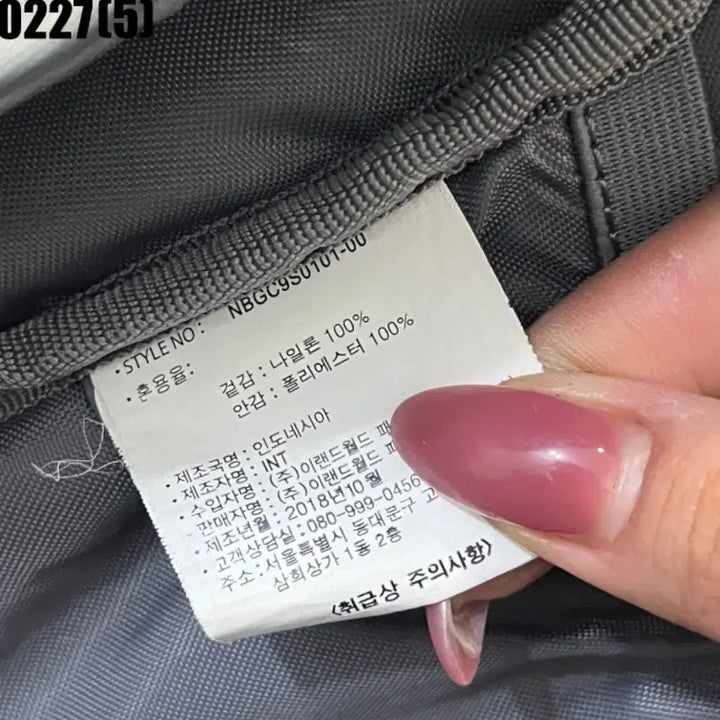 0227(5)
·STYLE NO : NBGC9S0101-00
·혼용율: 겉감 : 나일론 100%
안감 : 폴리에스터 100%
·제조국명 : 인도네시아
·제조자명 : INT
·수입자명 : (주)이랜드월드
·판매자명 : (주)이랜드월드
·제조년월 : 2018년10월
·고객상담실: 080-999-0456
주소 :서울특별시 동대문구
삼희상가 1동 2층
<취급상 주의사항>